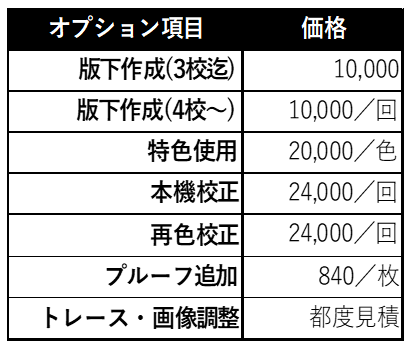 オプション項目 価格
版下作成(3校迄) 10,000
版下作成(4校～) 10,000／回
特色使用 20,000／色
本機校正 24,000／回
再色校正 24,000／回
プルーフ追加 840／枚
トレース・画像調整 都度見積